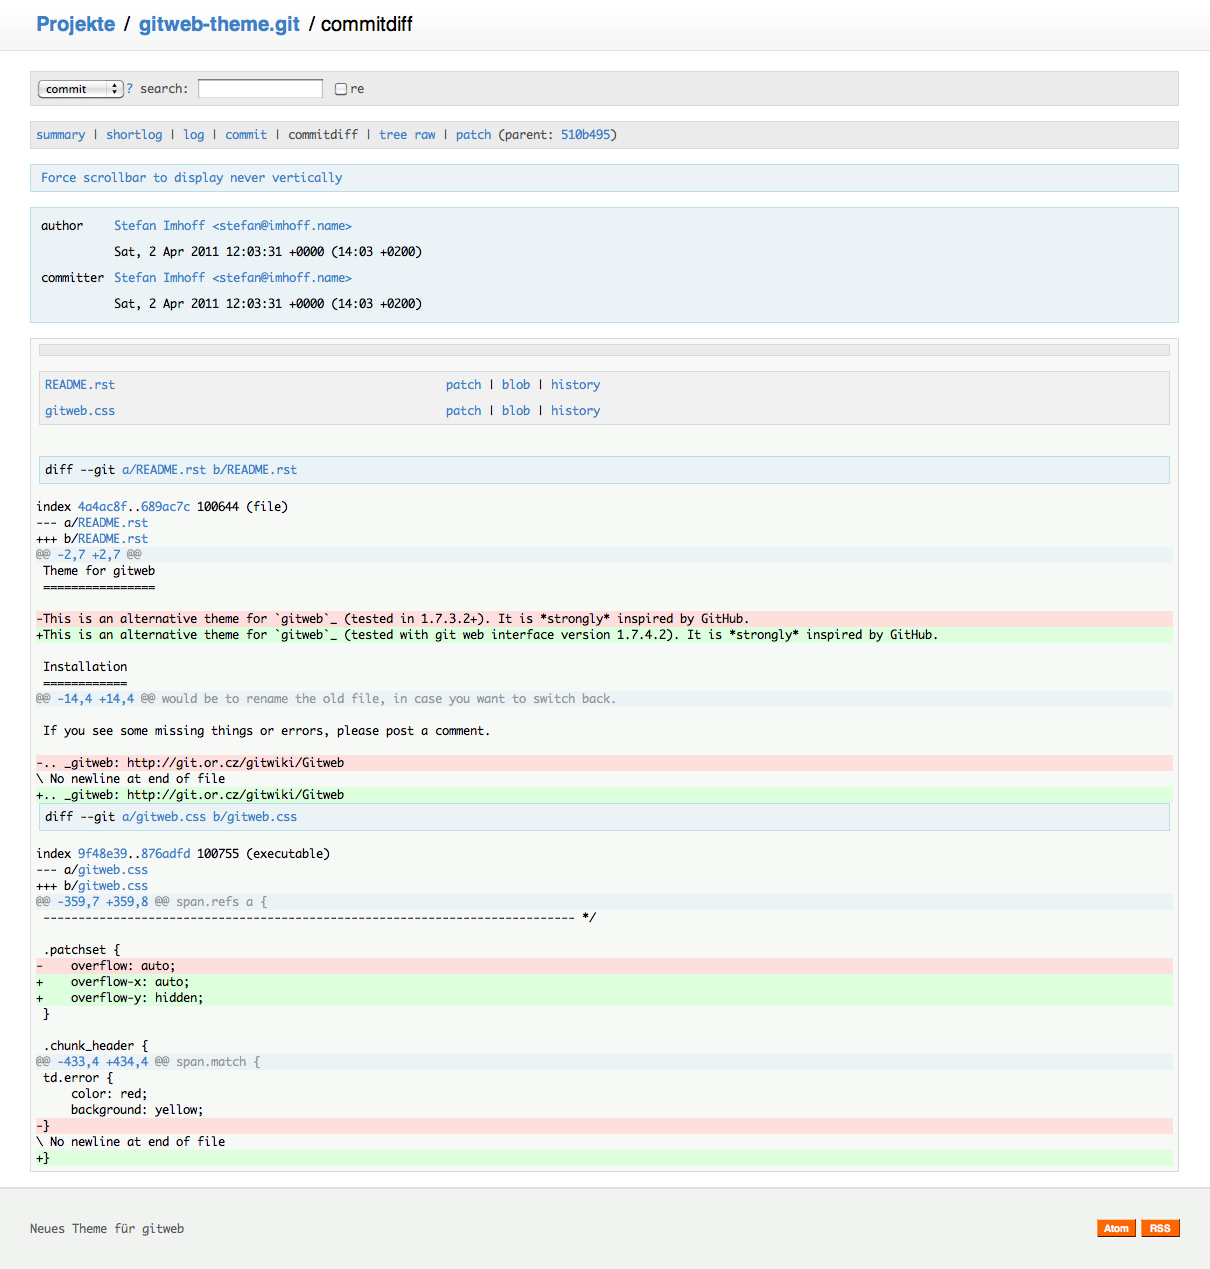 Projekte / gitweb-theme.git / commitdiff
commit ? search: re
summary | shortlog | log | commit | commitdiff | tree raw | patch (parent: 510b495)
Force scrollbar to display never vertically
author Stefan Imhoff <stefan@imhoff.name>
Sat, 2 Apr 2011 12:03:31 +0000 (14:03 +0200)
committer Stefan Imhoff <stefan@imhoff.name>
Sat, 2 Apr 2011 12:03:31 +0000 (14:03 +0200)
README.rst patch | blob | history
gitweb.css patch | blob | history
diff --git a/README.rst b/README.rst
index 4a4ac8f..689ac7c 100644 (file)
--- a/README.rst
+++ b/README.rst
@@ -2,7 +2,7 @@
 Theme for gitweb
 ================
-This is an alternative theme for `gitweb`_ (tested in 1.7.3.2+). It is *strongly* inspired by GitHub.
+This is an alternative theme for `gitweb`_ (tested with git web interface version 1.7.4.2). It is *strongly* inspired by GitHub.
 Installation
 ============
@@ -14,4 +14,4 @@ would be to rename the old file, in case you want to switch back.
 If you see some missing things or errors, please post a comment.
-.. _gitweb: http://git.or.cz/gitwiki/Gitweb
\ No newline at end of file
+.. _gitweb: http://git.or.cz/gitwiki/Gitweb
diff --git a/gitweb.css b/gitweb.css
index 9f48e39..876adfd 100755 (executable)
--- a/gitweb.css
+++ b/gitweb.css
@@ -359,7 +359,8 @@ span.refs a {
 ---------------------------------------------------------------------------- */
 .patchset {
-    overflow: auto;
+    overflow-x: auto;
+    overflow-y: hidden;
 }
 .chunk_header {
@@ -433,4 +434,4 @@ span.match {
 td.error {
     color: red;
     background: yellow;
-}
\ No newline at end of file
+}
Neues Theme für gitweb
Atom RSS